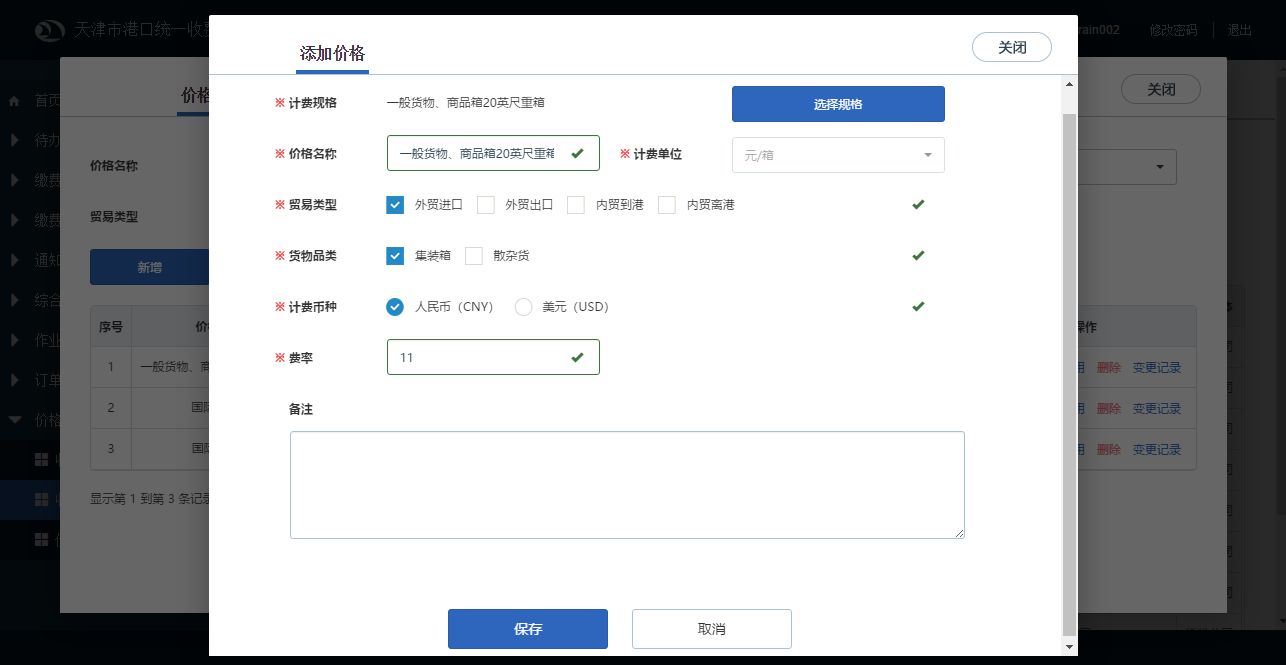 天津市港口统一收费
rain002 修改密码 退出
添加价格 关闭
价格 关闭
首页
※ 计费规格 一般货物、商品箱20英尺重箱 选择规格
待办
※ 价格名称 一般货物、商品箱20英尺重箱 ※ 计费单位 元/箱
价格名称
缴费
※ 贸易类型 外贸进口 外贸出口 内贸到港 内贸离港
贸易类型
缴费
※ 货物品类 集装箱 散杂货
通知
新增
综合
※ 计费币种 人民币（CNY） 美元（USD）
序号 价 操作
作业
※ 费率 11
1 一般货物、商 用 删除 变更记录
订单
备注
2 国际 用 删除 变更记录
价格
3 国际 用 删除 变更记录
显示第 1 到第 3 条记录
保存 取消